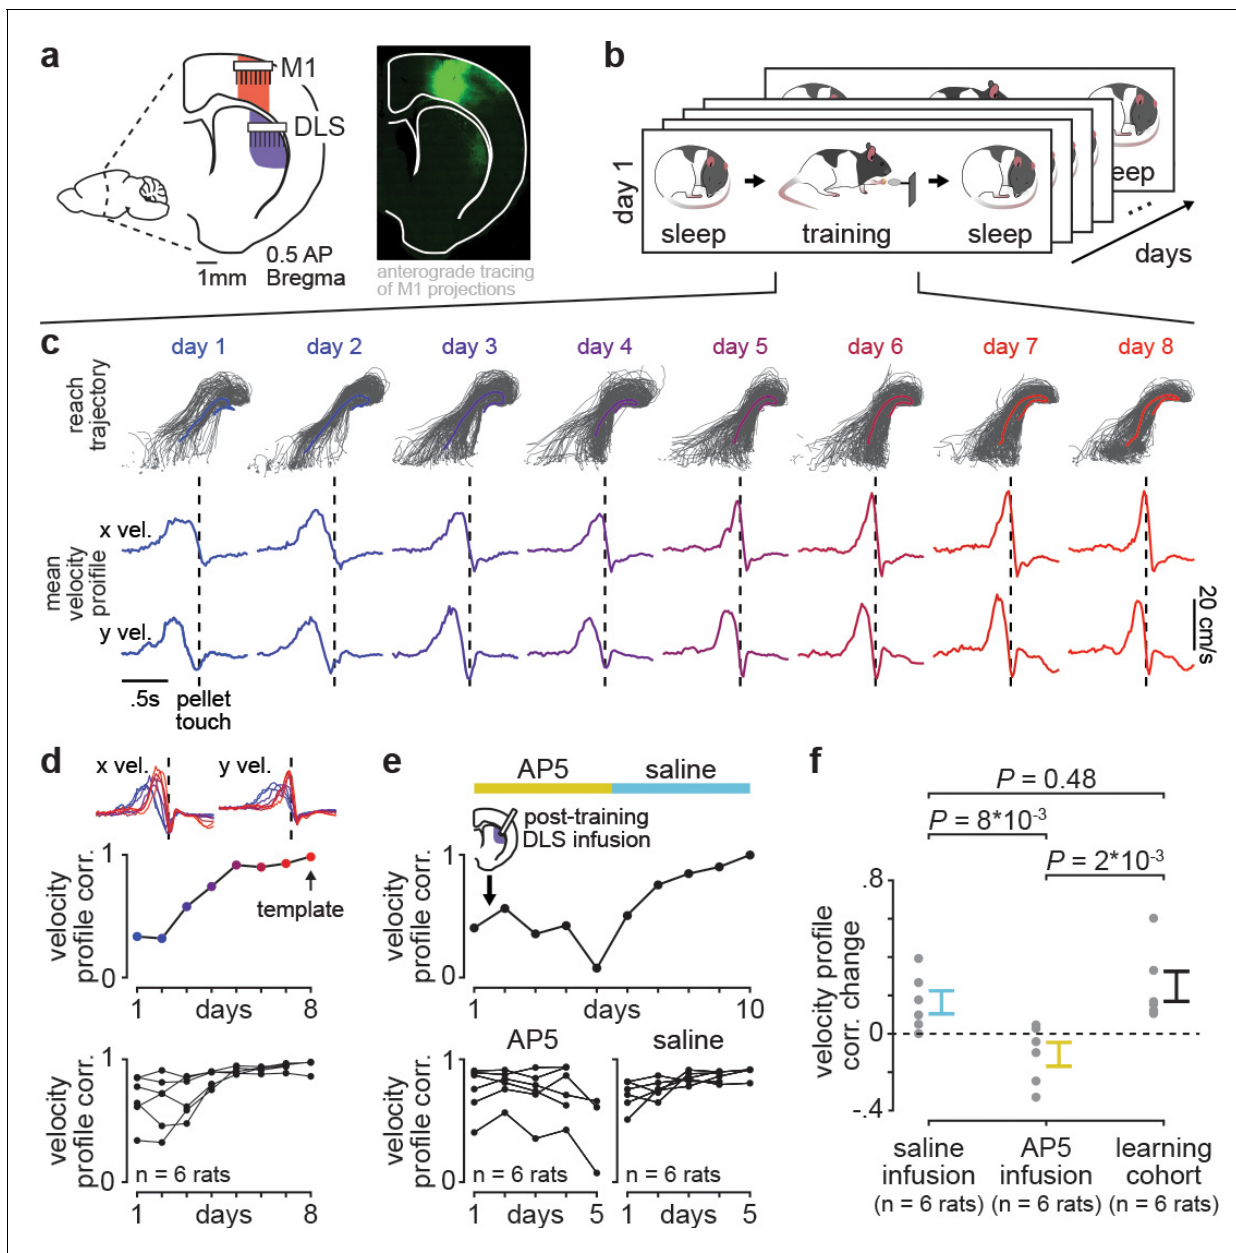 a
M1
DLS
1mm
0.5 AP
Bregma
anterograde tracing
of M1 projections
b
day 1
sleep
training
sleep
sleep
...
days
c
day 1
day 2
day 3
day 4
day 5
day 6
day 7
day 8
reach
trajectory
x vel.
mean
velocity
proifile
y vel.
20 cm/s
.5s
pellet
touch
d
x vel.
y vel.
velocity
profile corr.
1
0
template
1
days
8
velocity
profile corr.
1
0
n = 6 rats
1
days
8
e
AP5
saline
post-training
DLS infusion
velocity
profile corr.
1
0
1
days
10
AP5
saline
velocity
profile corr.
1
0
n = 6 rats
n = 6 rats
1
days
5
1
days
5
f
P = 0.48
P = 8*10-3
P = 2*10-3
velocity profile
corr. change
.8
0
-.4
saline
infusion
(n = 6 rats)
AP5
infusion
(n = 6 rats)
learning
cohort
(n = 6 rats)